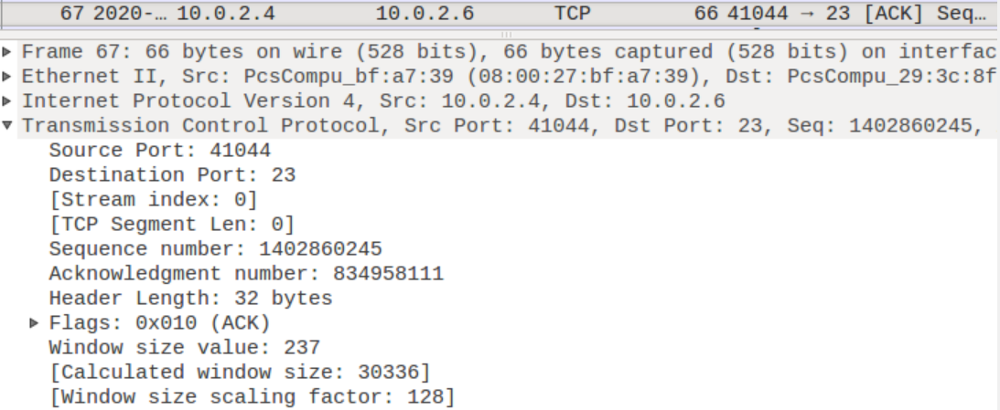 67 2020-… 10.0.2.4 10.0.2.6 TCP 66 41044 → 23 [ACK] Seq…
Frame 67: 66 bytes on wire (528 bits), 66 bytes captured (528 bits) on interfac
Ethernet II, Src: PcsCompu_bf:a7:39 (08:00:27:bf:a7:39), Dst: PcsCompu_29:3c:8f
Internet Protocol Version 4, Src: 10.0.2.4, Dst: 10.0.2.6
Transmission Control Protocol, Src Port: 41044, Dst Port: 23, Seq: 1402860245,
Source Port: 41044
Destination Port: 23
[Stream index: 0]
[TCP Segment Len: 0]
Sequence number: 1402860245
Acknowledgment number: 834958111
Header Length: 32 bytes
Flags: 0x010 (ACK)
Window size value: 237
[Calculated window size: 30336]
[Window size scaling factor: 128]